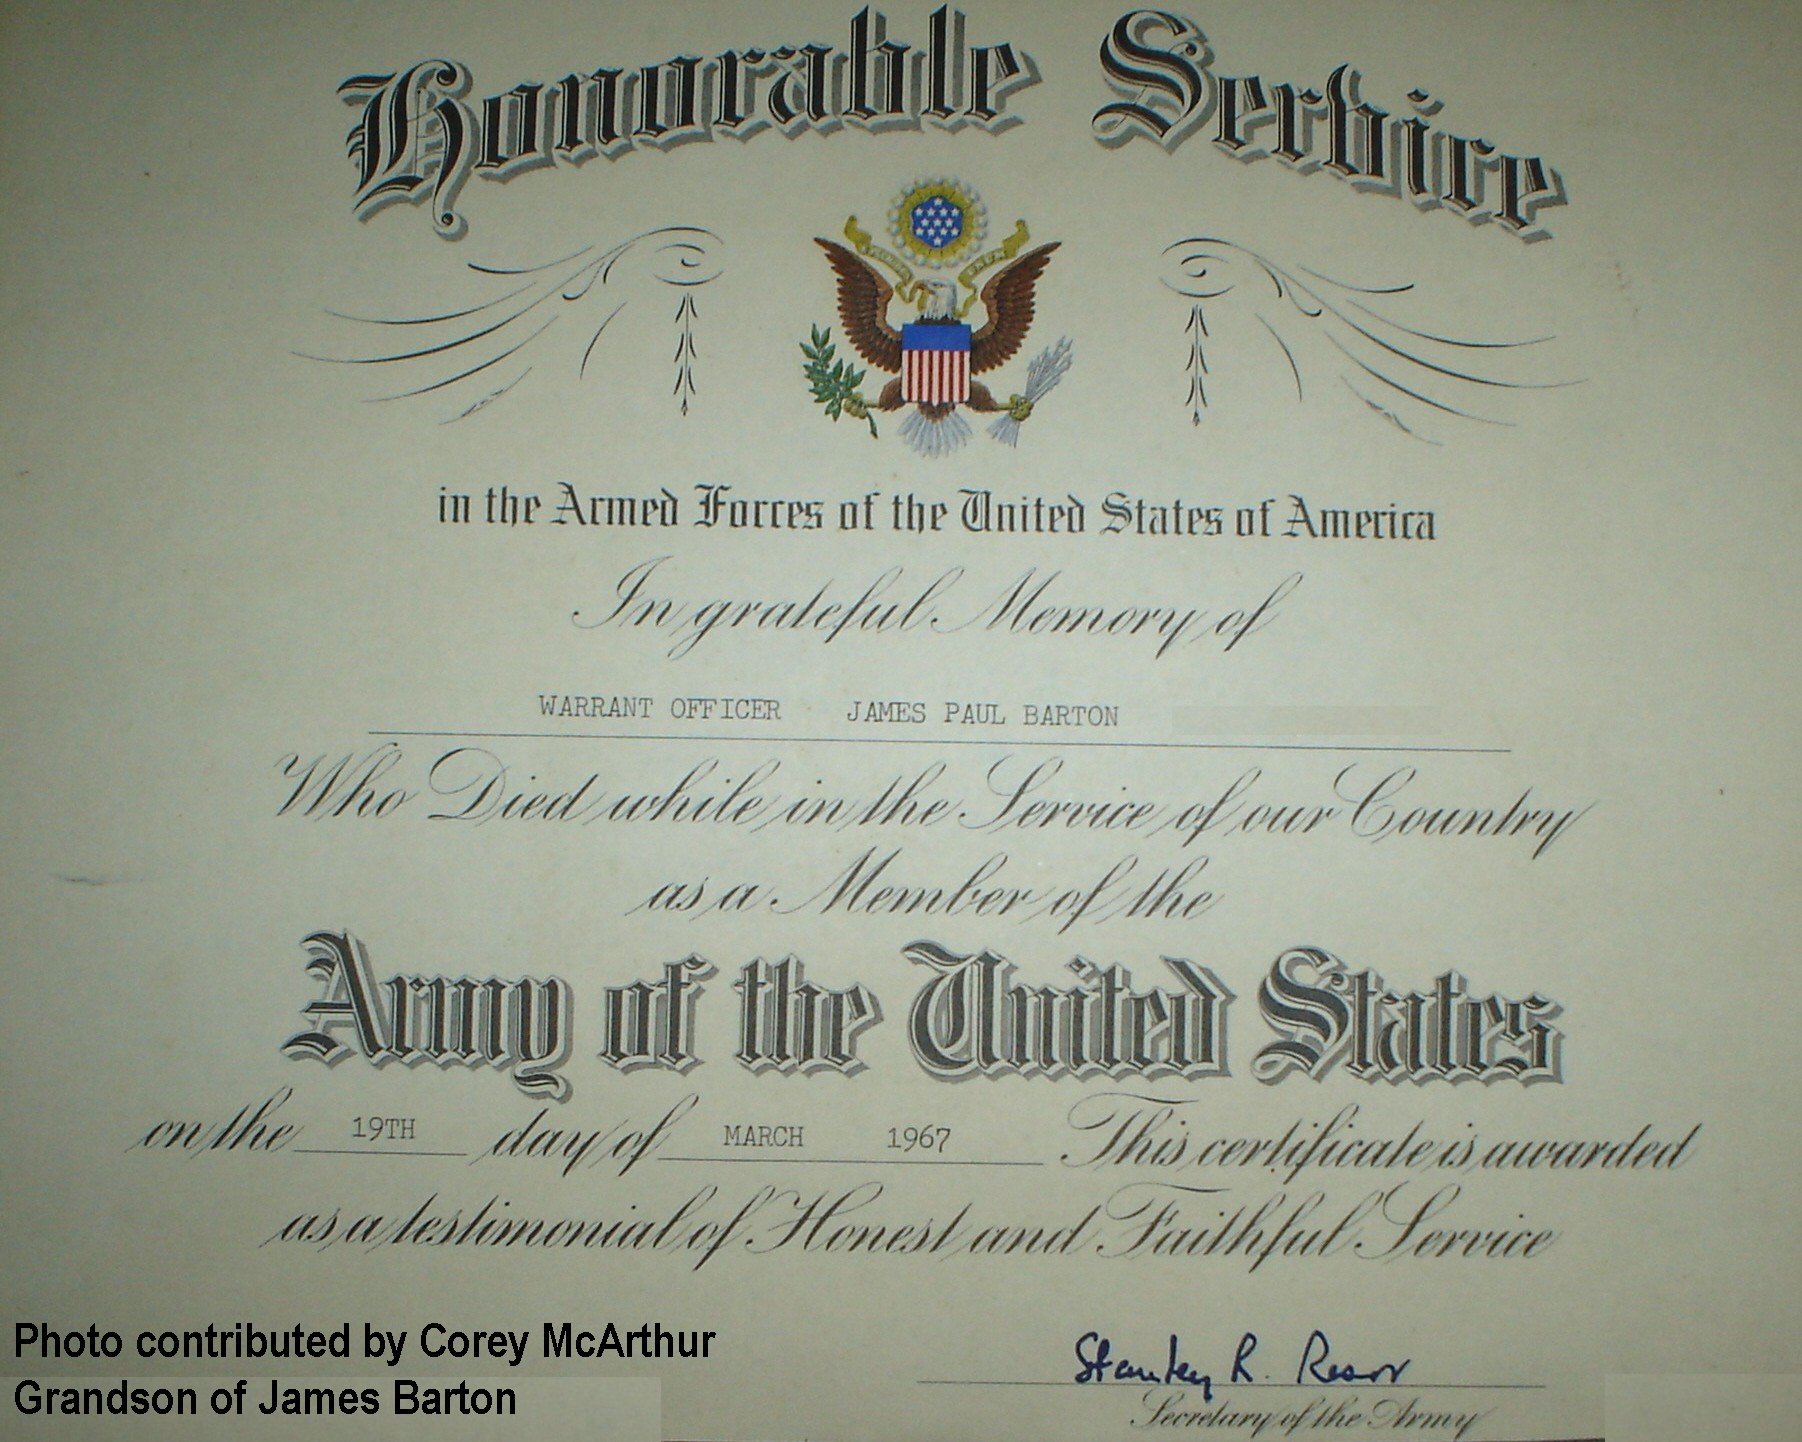 Honorable Service
in the Armed Forces of the United States of America
In grateful Memory of
WARRANT OFFICER JAMES PAUL BARTON
Who Died while in the Service of our Country
as a Member of the
Army of the United States
on the 19TH day of MARCH 1967 This certificate is awarded
as a testimonial of Honest and Faithful Service
Stanley R. Resor
Secretary of the Army
Photo contributed by Corey McArthur
Grandson of James Barton